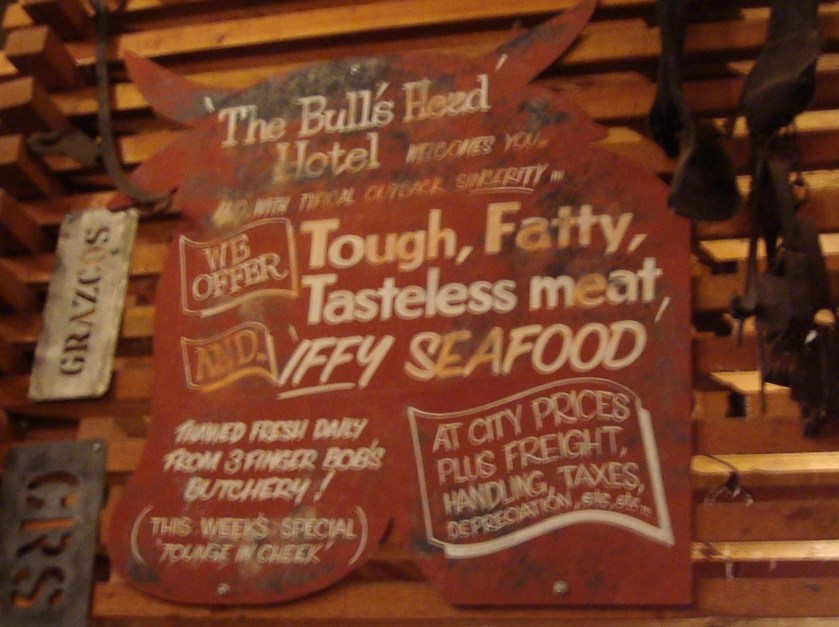 'The Bull's Head'
Hotel WELCOMES YOU..
AND WITH TYPICAL OUTBACK SINCERITY...
WE
OFFER
Tough, Fatty,
Tasteless meat,
AND.. 'IFFY SEAFOOD'
THAWED FRESH DAILY
FROM 3 FINGER BOB'S
BUTCHERY!
(THIS WEEK'S SPECIAL
'TOUNGE IN CHEEK')
AT CITY PRICES
PLUS FREIGHT,
HANDLING, TAXES,
DEPRECIATION, etc, etc..
GRAZCOS
GRS